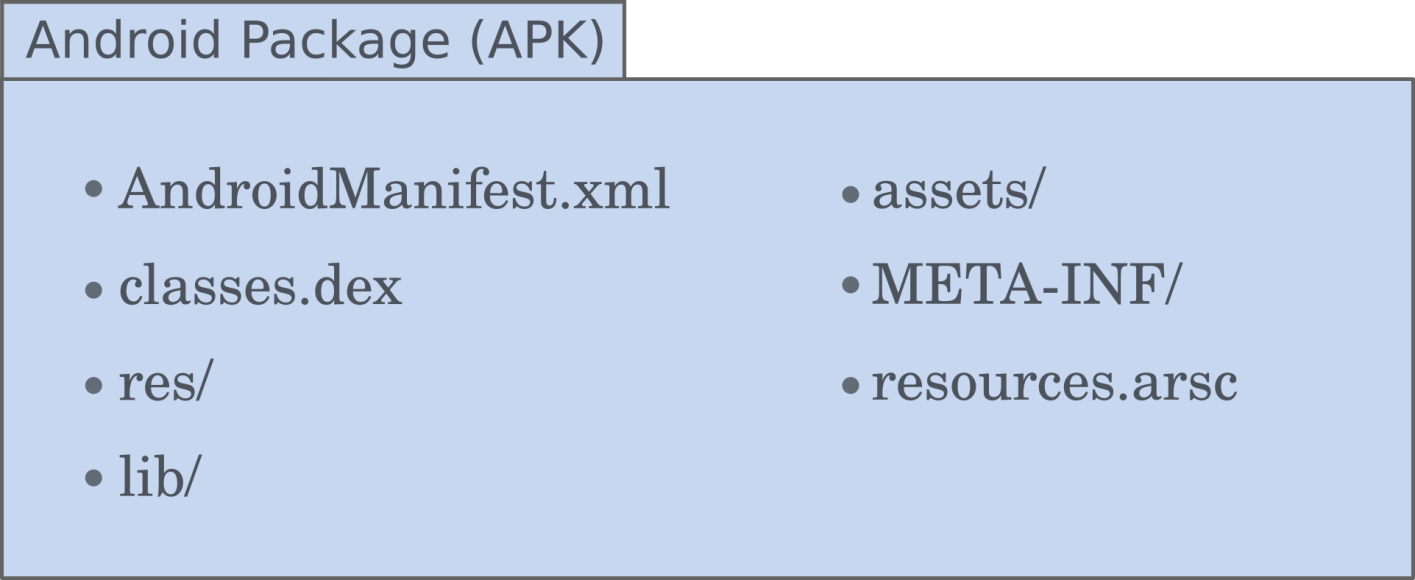 Android Package (APK)
• AndroidManifest.xml
• classes.dex
• res/
• lib/
• assets/
• META-INF/
• resources.arsc